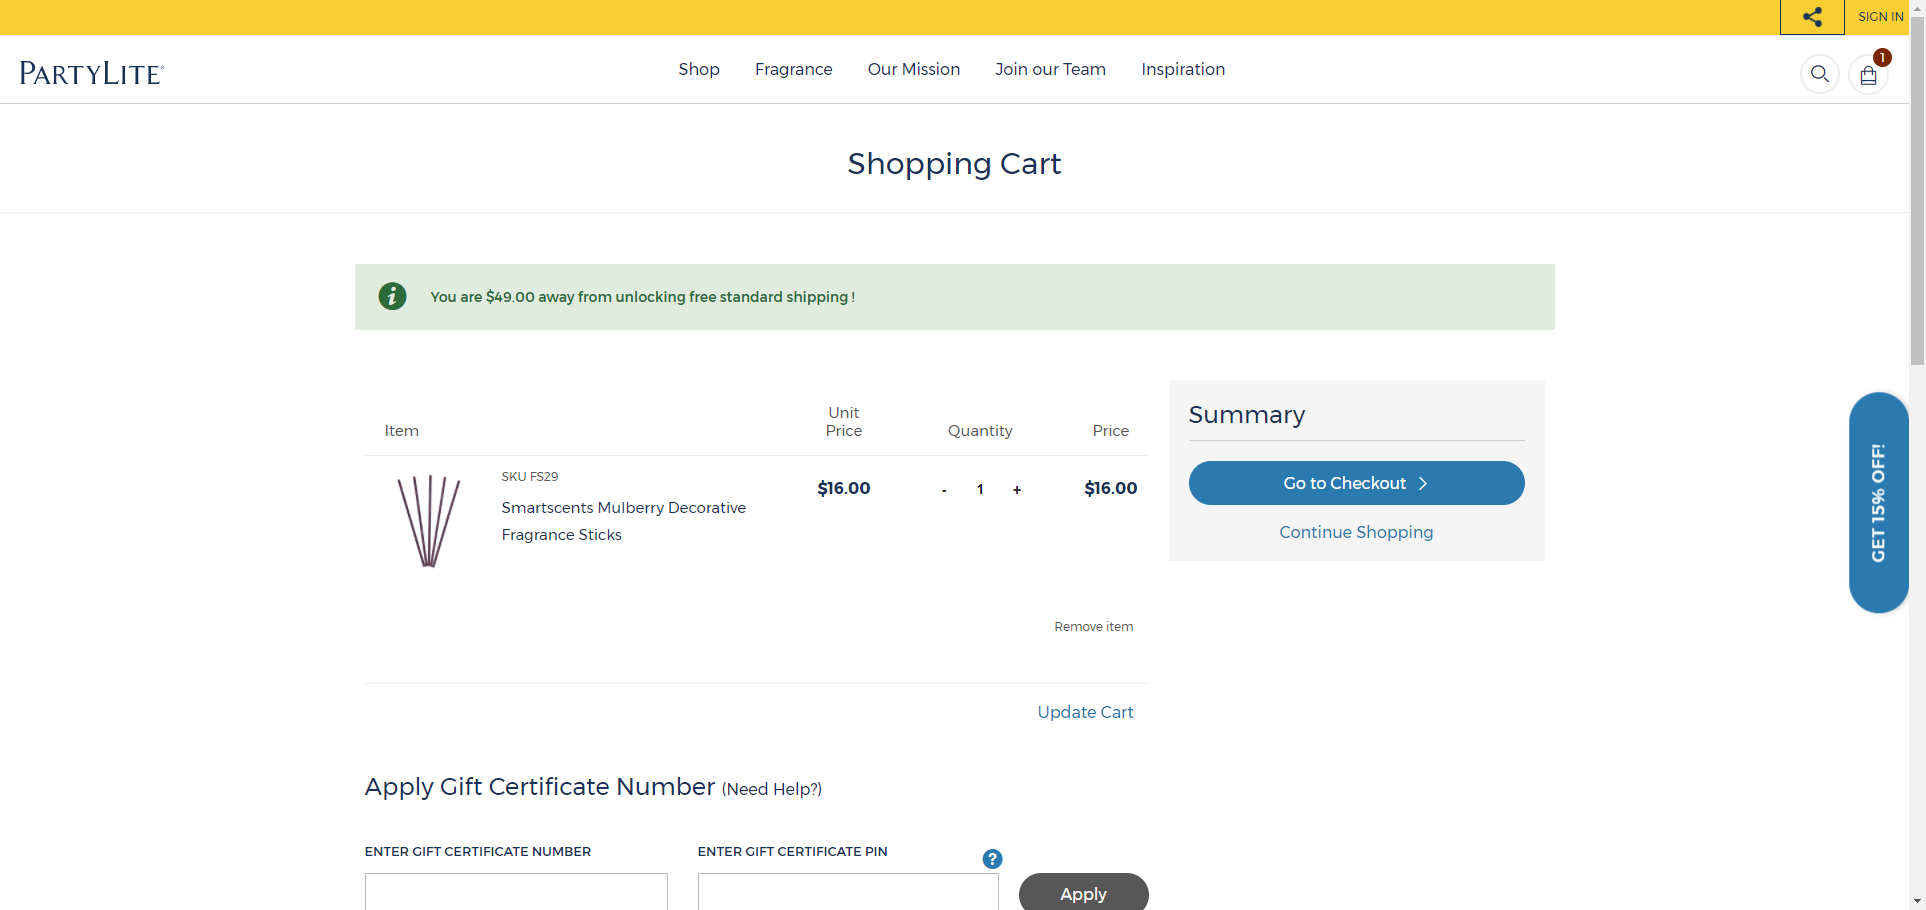 SIGN IN
PARTYLITE®
Shop
Fragrance
Our Mission
Join our Team
Inspiration
1
Shopping Cart
You are $49.00 away from unlocking free standard shipping !
Item
Unit
Price
Quantity
Price
SKU FS29
Smartscents Mulberry Decorative
Fragrance Sticks
$16.00
- 1 +
$16.00
Remove item
Update Cart
Summary
Go to Checkout
Continue Shopping
GET 15% OFF!
Apply Gift Certificate Number (Need Help?)
ENTER GIFT CERTIFICATE NUMBER
ENTER GIFT CERTIFICATE PIN
?
Apply